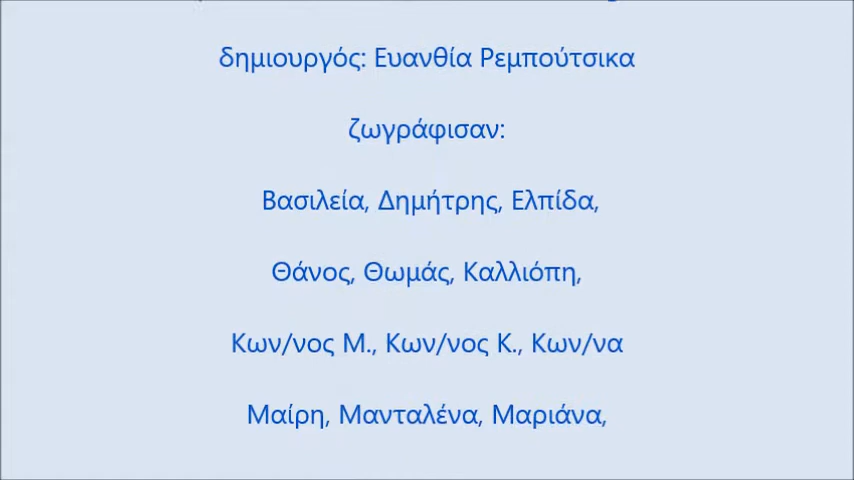 δημιουργός: Ευανθία Ρεμπούτσικα
ζωγράφισαν:
Βασιλεία, Δημήτρης, Ελπίδα,
Θάνος, Θωμάς, Καλλιόπη,
Κων/νος Μ., Κων/νος Κ., Κων/να
Μαίρη, Μανταλένα, Μαριάνα,